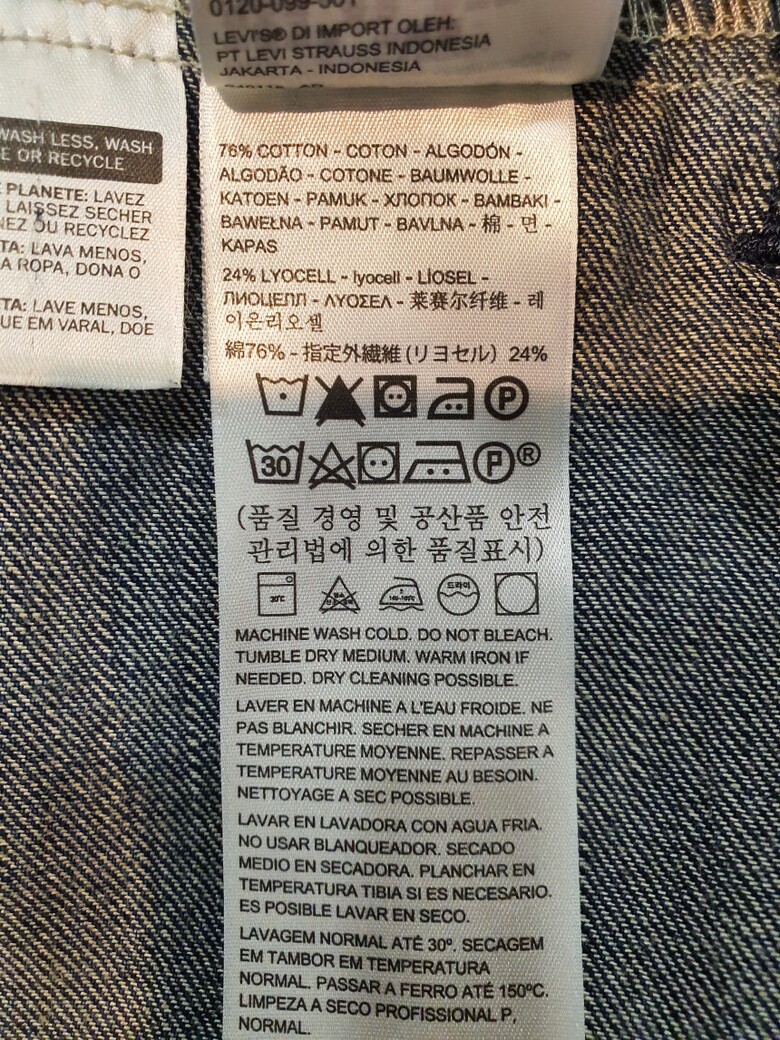 LEVI'S® DI IMPORT OLEH:
PT LEVI STRAUSS INDONESIA
JAKARTA - INDONESIA
WASH LESS, WASH
E OR RECYCLE
PLANETE: LAVEZ
LAISSEZ SECHER
NEZ OU RECYCLEZ
TA: LAVA MENOS,
A ROPA, DONA O
TA: LAVE MENOS,
UE EM VARAL, DOE
76% COTTON - COTON - ALGODÓN -
ALGODÃO - COTONE - BAUMWOLLE -
KATOEN - PAMUK - ХЛОПОК - BAMBAKI -
BAWEŁNA - PAMUT - BAVLNA - 棉 - 면 -
KAPAS
24% LYOCELL - lyocell - LİOSEL -
ЛИОЦЕЛЛ - ΛΥΟΣΕΛ - 莱赛尔纤维 - 레
이온리오셀
綿76% - 指定外繊維 (リヨセル) 24%
P
30 P ®
(품질 경영 및 공산품 안전
관리법에 의한 품질표시)
30℃ 드라이
MACHINE WASH COLD. DO NOT BLEACH.
TUMBLE DRY MEDIUM. WARM IRON IF
NEEDED. DRY CLEANING POSSIBLE.
LAVER EN MACHINE A L'EAU FROIDE. NE
PAS BLANCHIR. SECHER EN MACHINE A
TEMPERATURE MOYENNE. REPASSER A
TEMPERATURE MOYENNE AU BESOIN.
NETTOYAGE A SEC POSSIBLE.
LAVAR EN LAVADORA CON AGUA FRIA.
NO USAR BLANQUEADOR. SECADO
MEDIO EN SECADORA. PLANCHAR EN
TEMPERATURA TIBIA SI ES NECESARIO.
ES POSIBLE LAVAR EN SECO.
LAVAGEM NORMAL ATÉ 30º. SECAGEM
EM TAMBOR EM TEMPERATURA
NORMAL. PASSAR A FERRO ATÉ 150ºC.
LIMPEZA A SECO PROFISSIONAL P,
NORMAL.